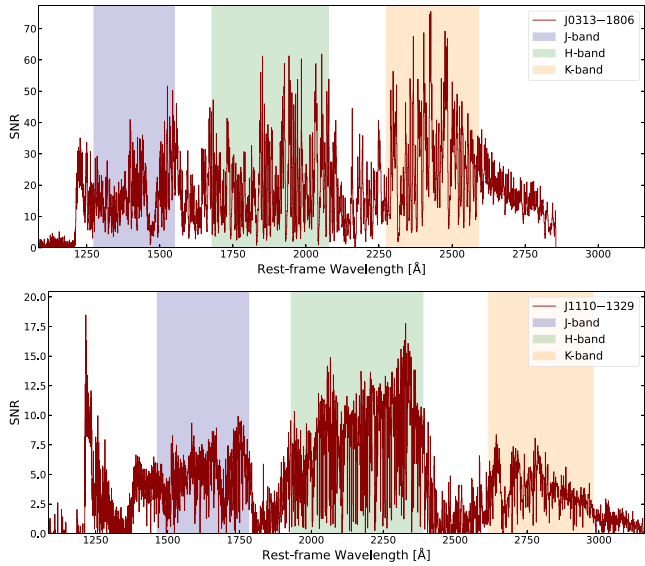 J0313−1806
J-band
H-band
K-band
SNR
70
60
50
40
30
20
10
0
1250 1500 1750 2000 2250 2500 2750 3000
Rest-frame Wavelength [Å]
J1110−1329
J-band
H-band
K-band
SNR
20.0
17.5
15.0
12.5
10.0
7.5
5.0
2.5
0.0
1250 1500 1750 2000 2250 2500 2750 3000
Rest-frame Wavelength [Å]